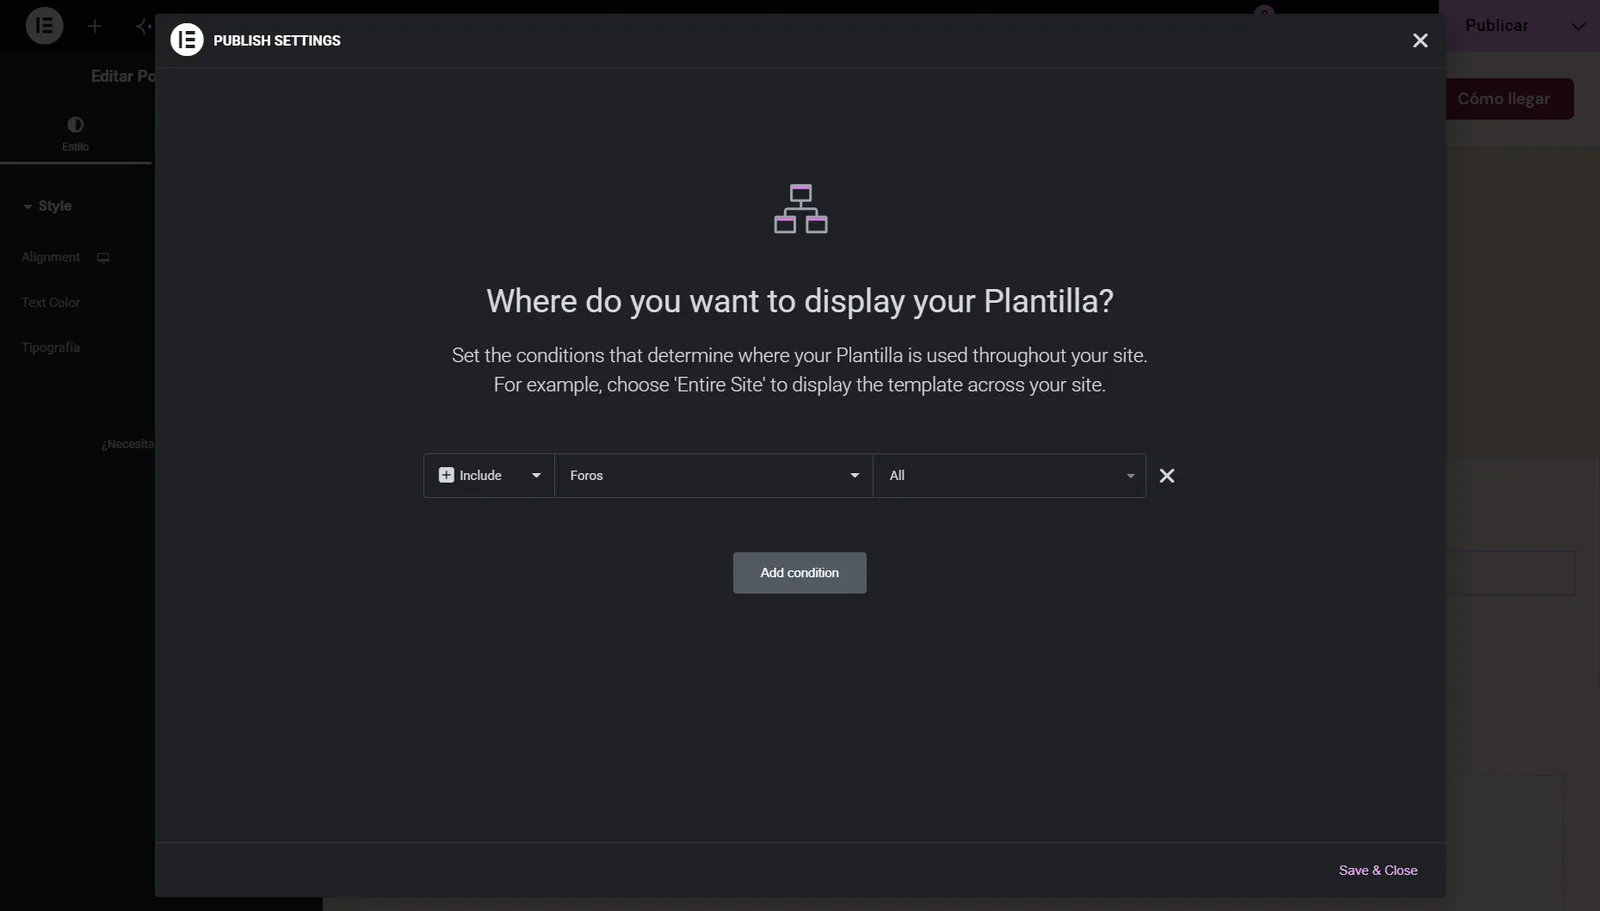 Publicar
PUBLISH SETTINGS
Editar Po
Cómo llegar
Estilo
Style
Alignment
Text Color
Tipografía
¿Necesita
Where do you want to display your Plantilla?
Set the conditions that determine where your Plantilla is used throughout your site.
For example, choose 'Entire Site' to display the template across your site.
Include
Foros
All
Add condition
Save & Close